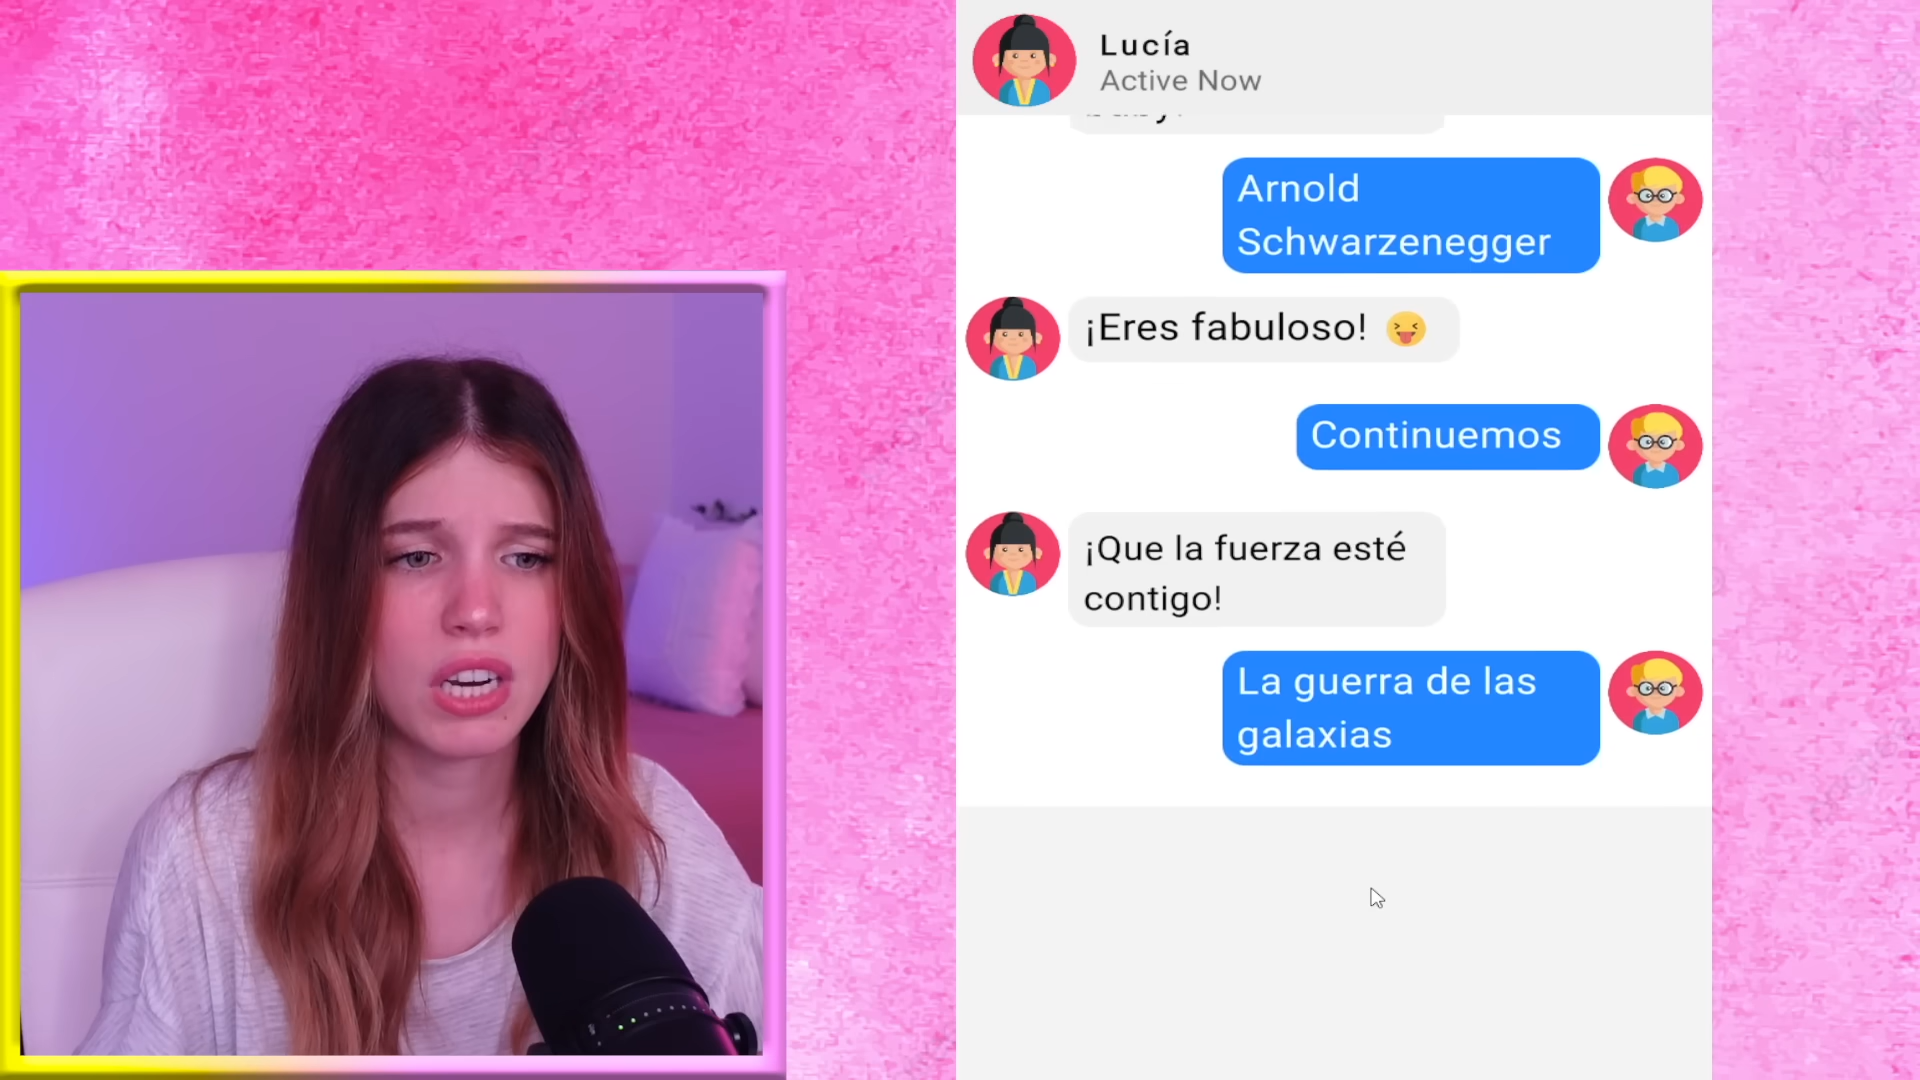 Lucía
Active Now
Arnold
Schwarzenegger
¡Eres fabuloso!
Continuemos
¡Que la fuerza esté
contigo!
La guerra de las
galaxias